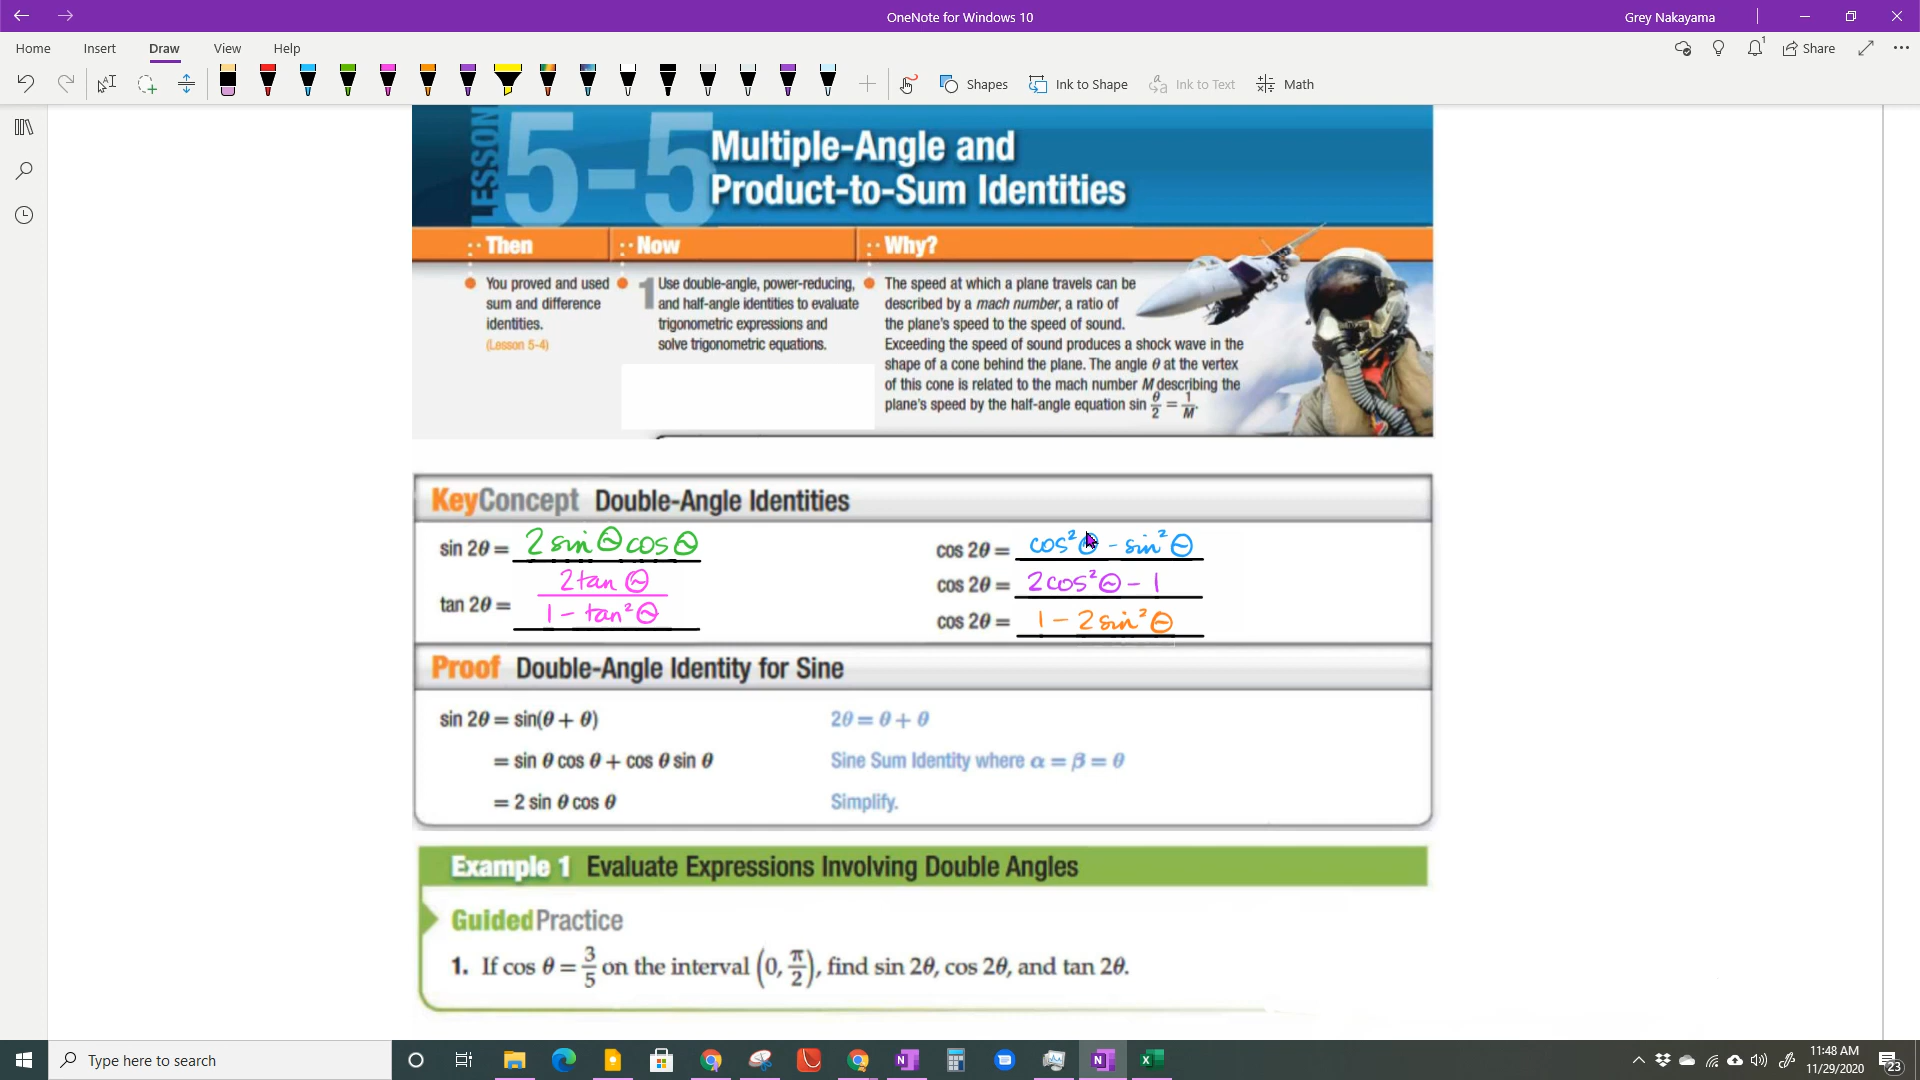 OneNote for Windows 10
Grey Nakayama
Home Insert Draw View Help
Share
Shapes Ink to Shape Ink to Text Math
LESSON 5-5
Multiple-Angle and
Product-to-Sum Identities
Then
You proved and used
sum and difference
identities.
(Lesson 5-4)
Now
1 Use double-angle, power-reducing,
and half-angle identities to evaluate
trigonometric expressions and
solve trigonometric equations.
Why?
The speed at which a plane travels can be
described by a mach number, a ratio of
the plane's speed to the speed of sound.
Exceeding the speed of sound produces a shock wave in the
shape of a cone behind the plane. The angle θ at the vertex
of this cone is related to the mach number M describing the
plane's speed by the half-angle equation sin θ/2 = 1/M.
KeyConcept Double-Angle Identities
sin 2θ = 2 sin θ cos θ
tan 2θ = 2 tan θ / 1 - tan² θ
cos 2θ = cos² θ - sin² θ
cos 2θ = 2 cos² θ - 1
cos 2θ = 1 - 2 sin² θ
Proof Double-Angle Identity for Sine
sin 2θ = sin(θ + θ) 2θ = θ + θ
= sin θ cos θ + cos θ sin θ Sine Sum Identity where α = β = θ
= 2 sin θ cos θ Simplify.
Example 1 Evaluate Expressions Involving Double Angles
GuidedPractice
1. If cos θ = 3/5 on the interval (0, π/2), find sin 2θ, cos 2θ, and tan 2θ.
Type here to search
11:48 AM
11/29/2020
23